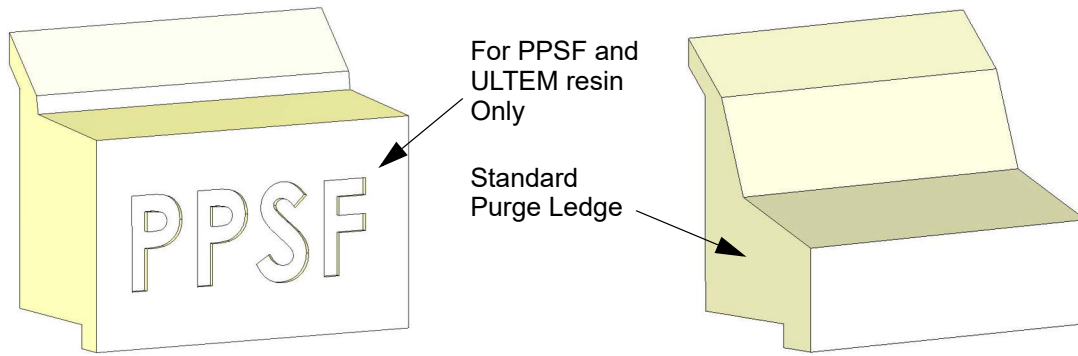 For PPSF and
ULTEM resin
Only
PPSF
Standard
Purge Ledge